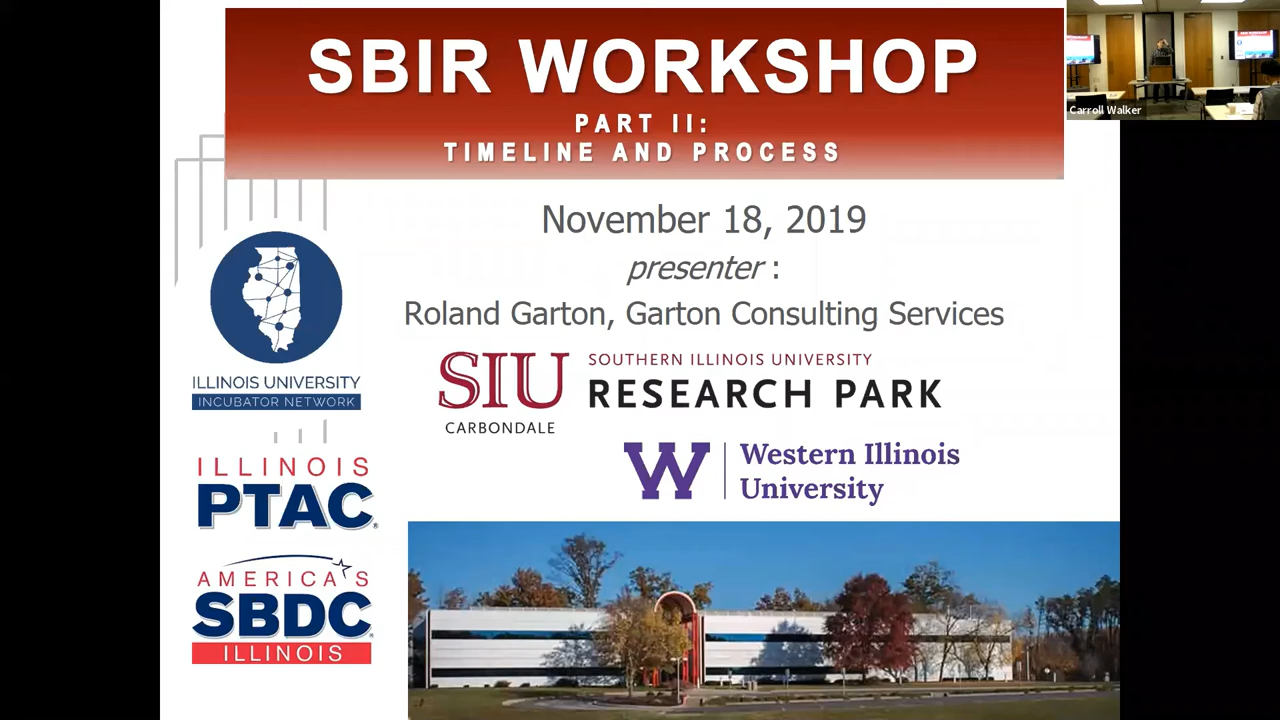 SBIR WORKSHOP
PART II:
TIMELINE AND PROCESS
Carroll Walker
November 18, 2019
presenter :
Roland Garton, Garton Consulting Services
ILLINOIS UNIVERSITY
INCUBATOR NETWORK
SIU
CARBONDALE
SOUTHERN ILLINOIS UNIVERSITY
RESEARCH PARK
W
Western Illinois
University
ILLINOIS
PTAC
AMERICA'S
SBDC
ILLINOIS